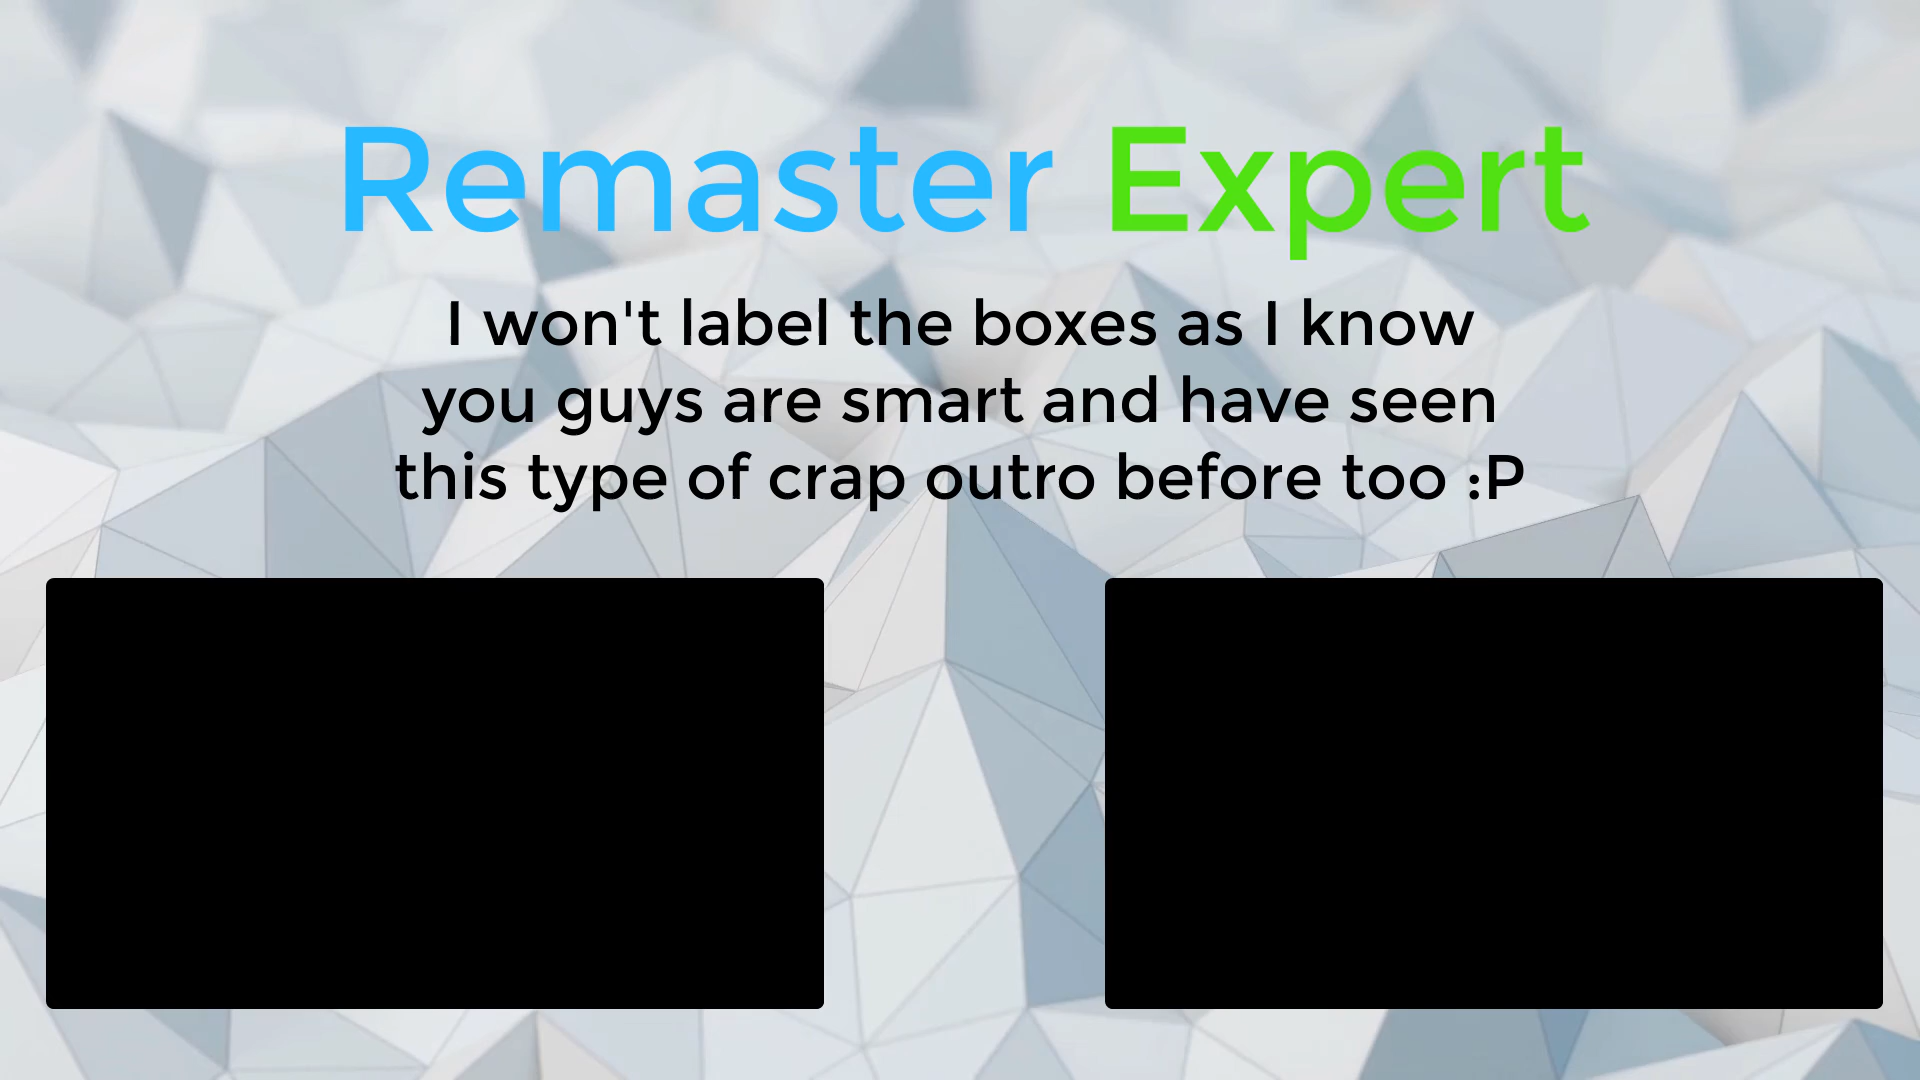 Remaster Expert
I won't label the boxes as I know
you guys are smart and have seen
this type of crap outro before too :P